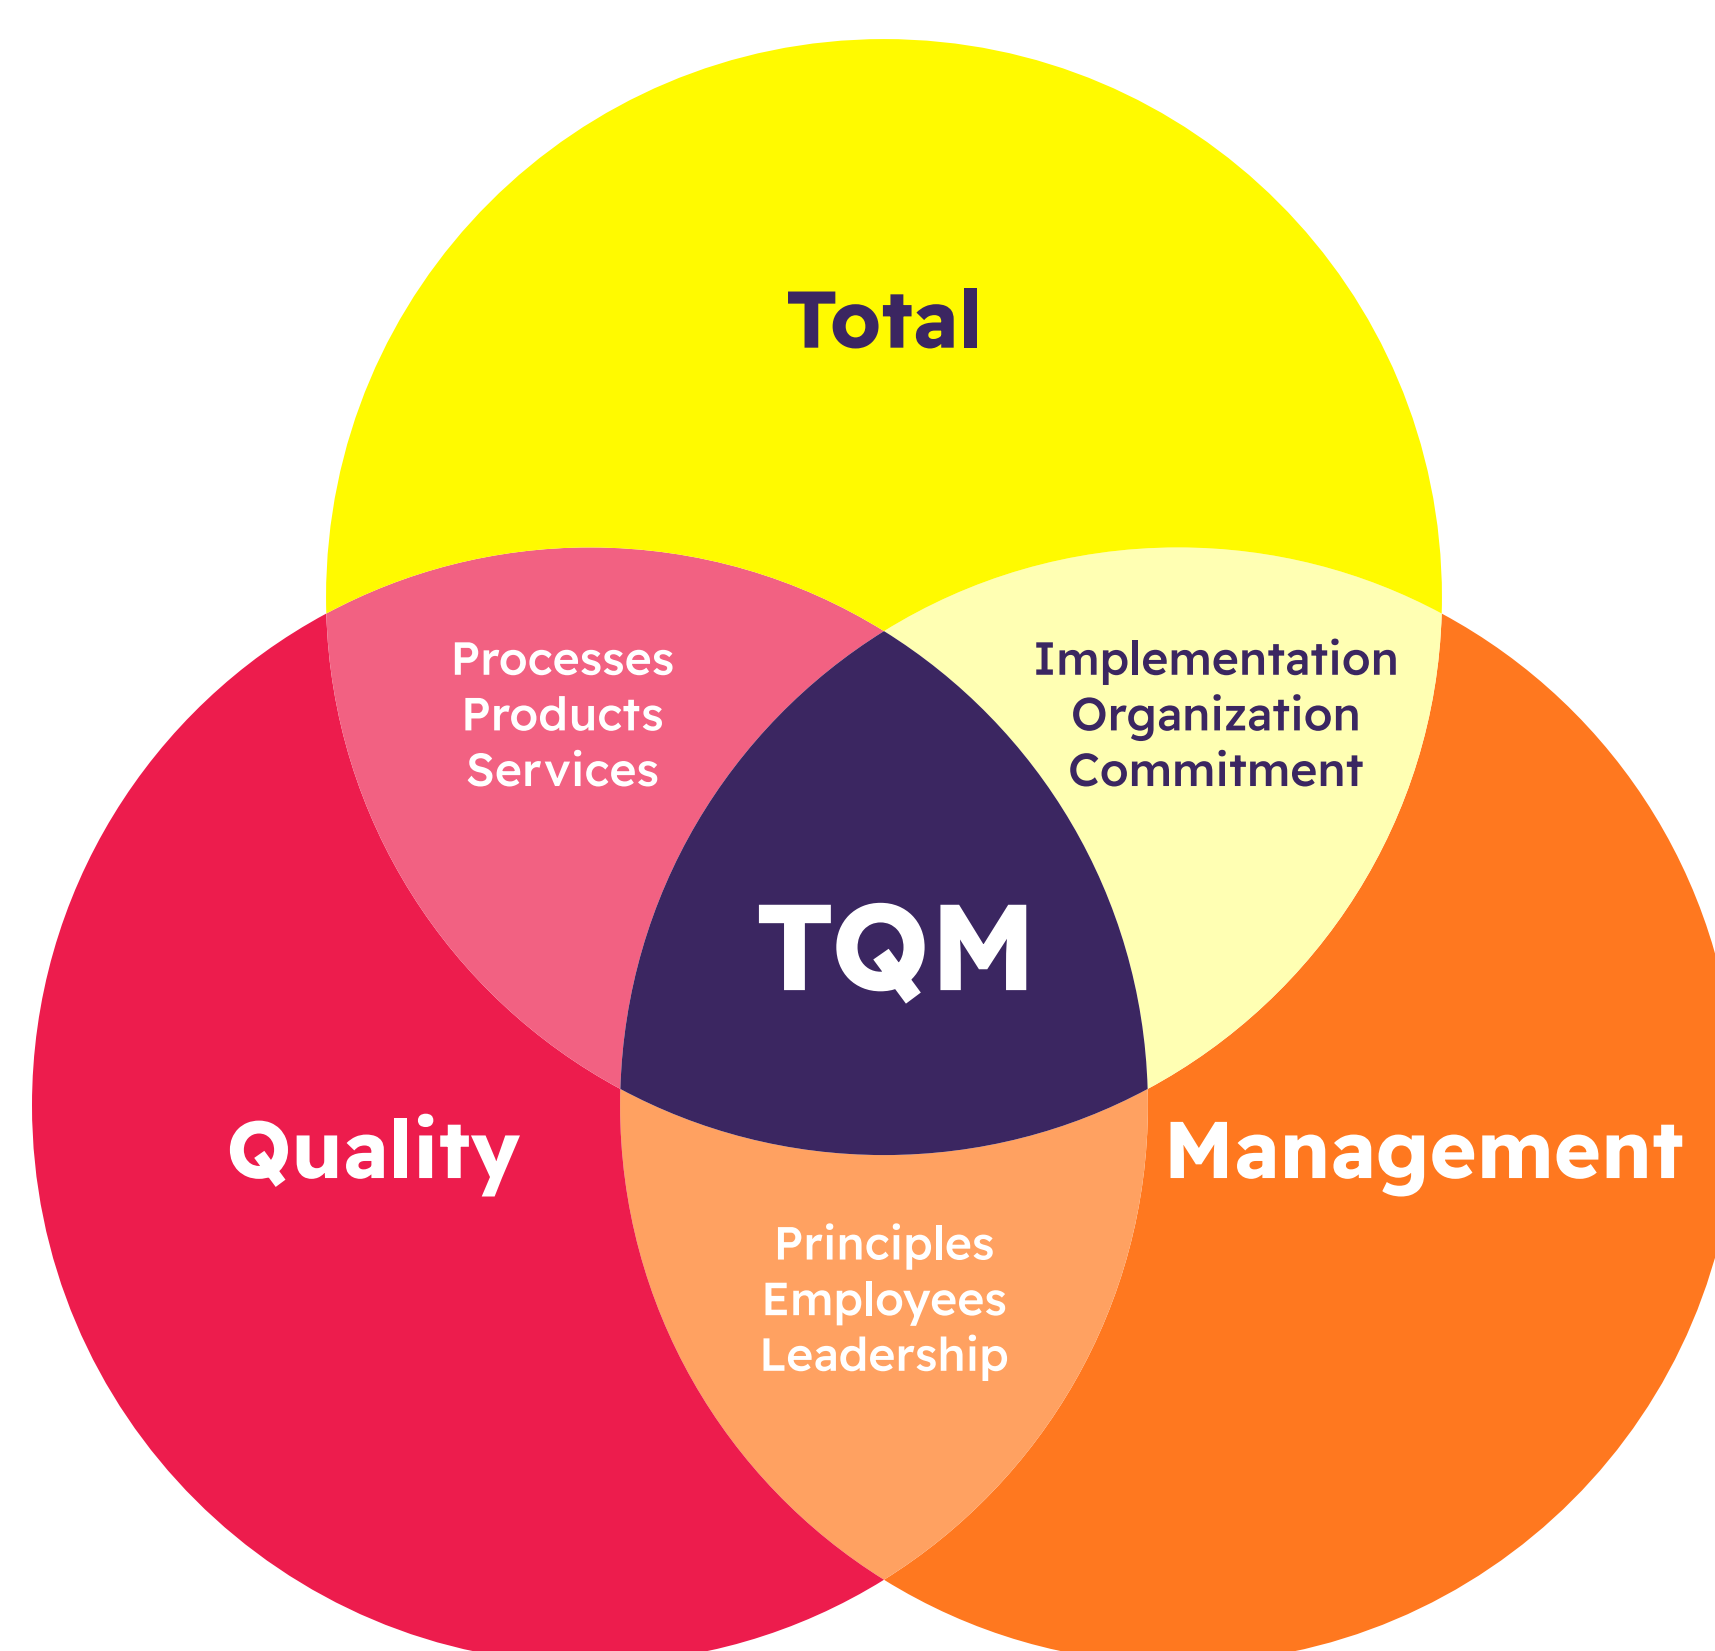 Total
Processes
Products
Services
Implementation
Organization
Commitment
TQM
Quality
Management
Principles
Employees
Leadership